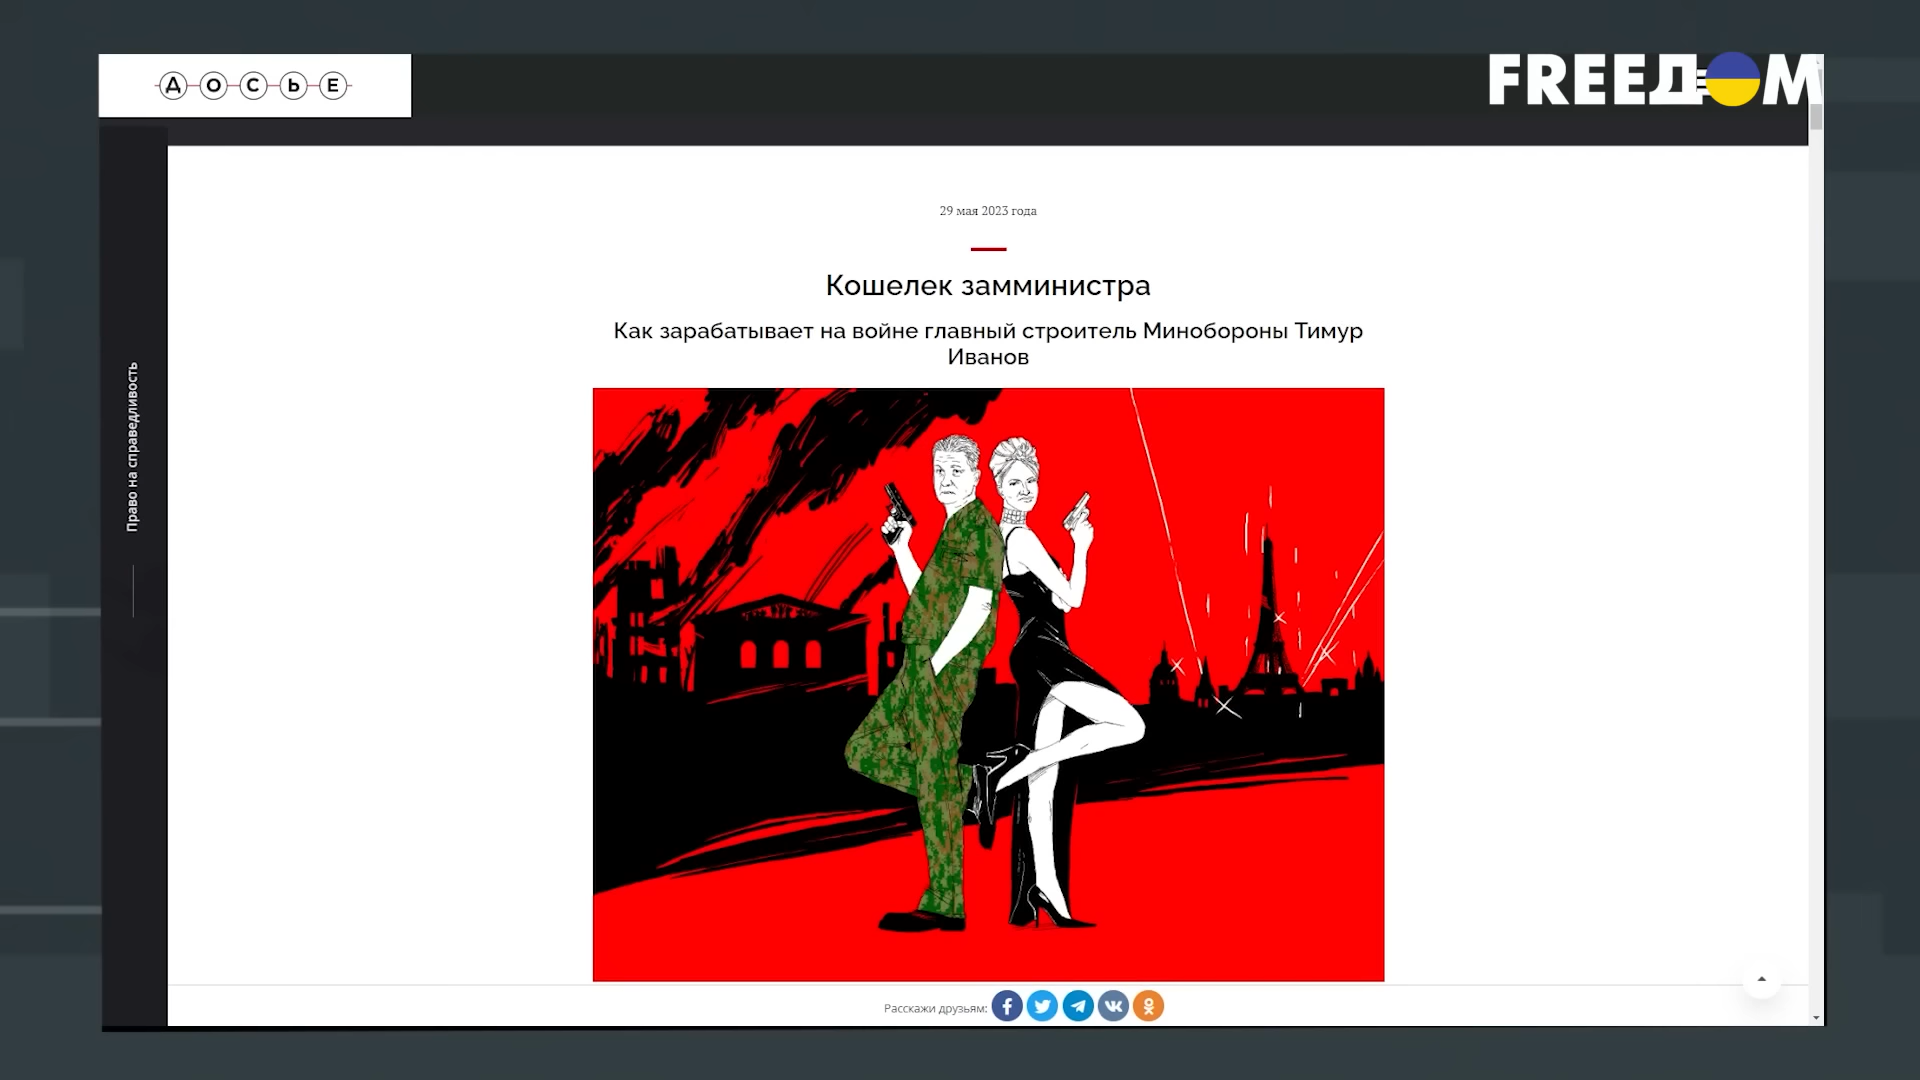 ДОСЬЕ
FREEДOM
29 мая 2023 года
Кошелек замминистра
Как зарабатывает на войне главный строитель Минобороны Тимур
Иванов
Право на справедливость
Расскажи друзьям: